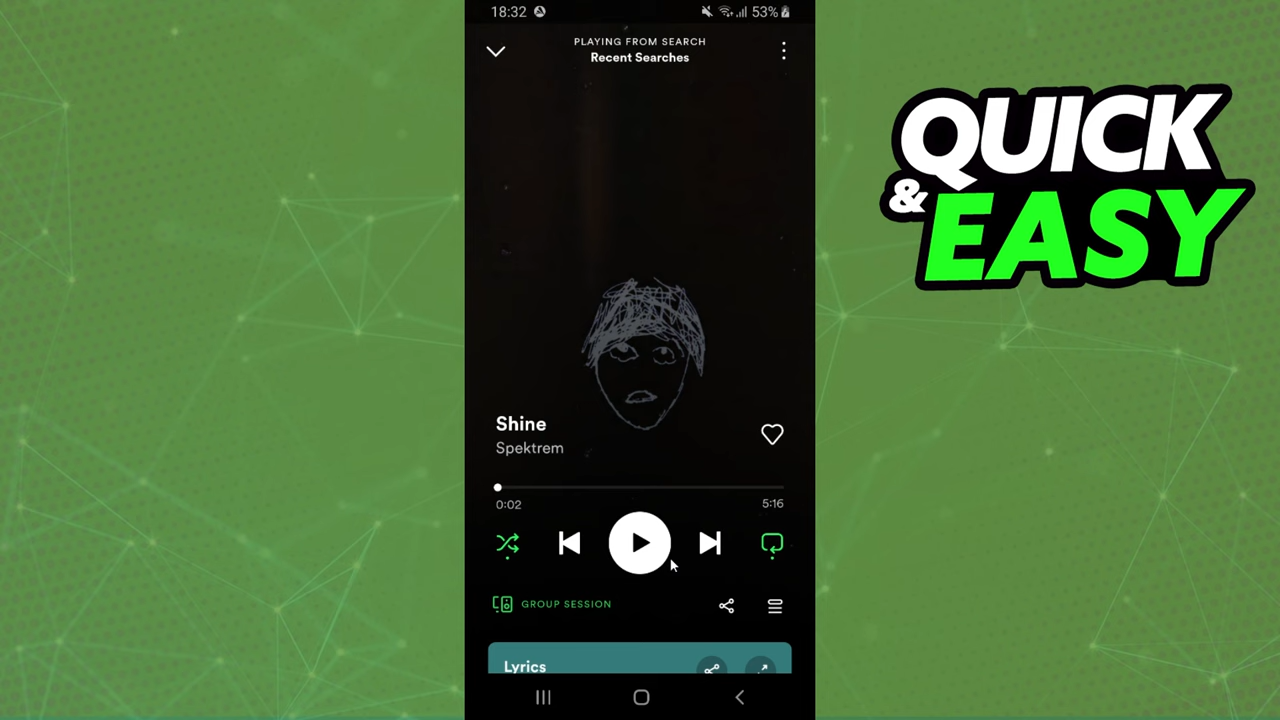 18:32
53%
PLAYING FROM SEARCH
Recent Searches
QUICK
& EASY
Shine
Spektrem
0:02
5:16
GROUP SESSION
Lyrics